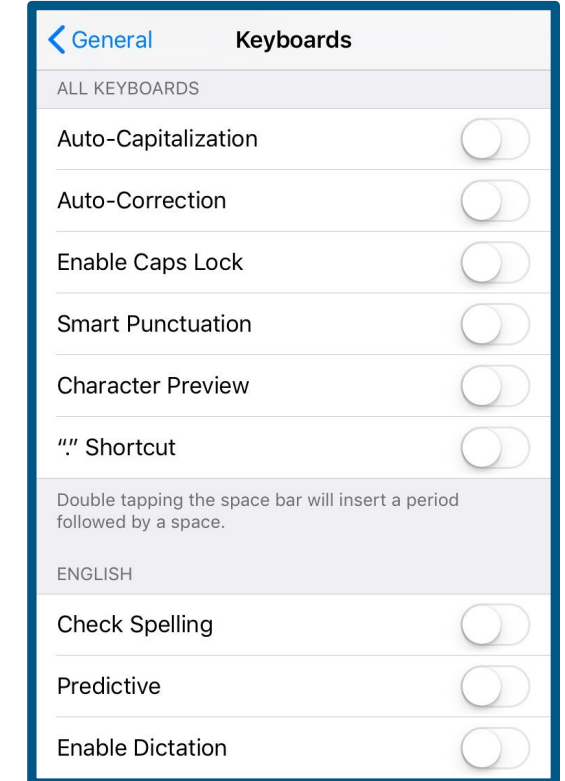 General Keyboards
ALL KEYBOARDS
Auto-Capitalization
Auto-Correction
Enable Caps Lock
Smart Punctuation
Character Preview
“.” Shortcut
Double tapping the space bar will insert a period
followed by a space.
ENGLISH
Check Spelling
Predictive
Enable Dictation